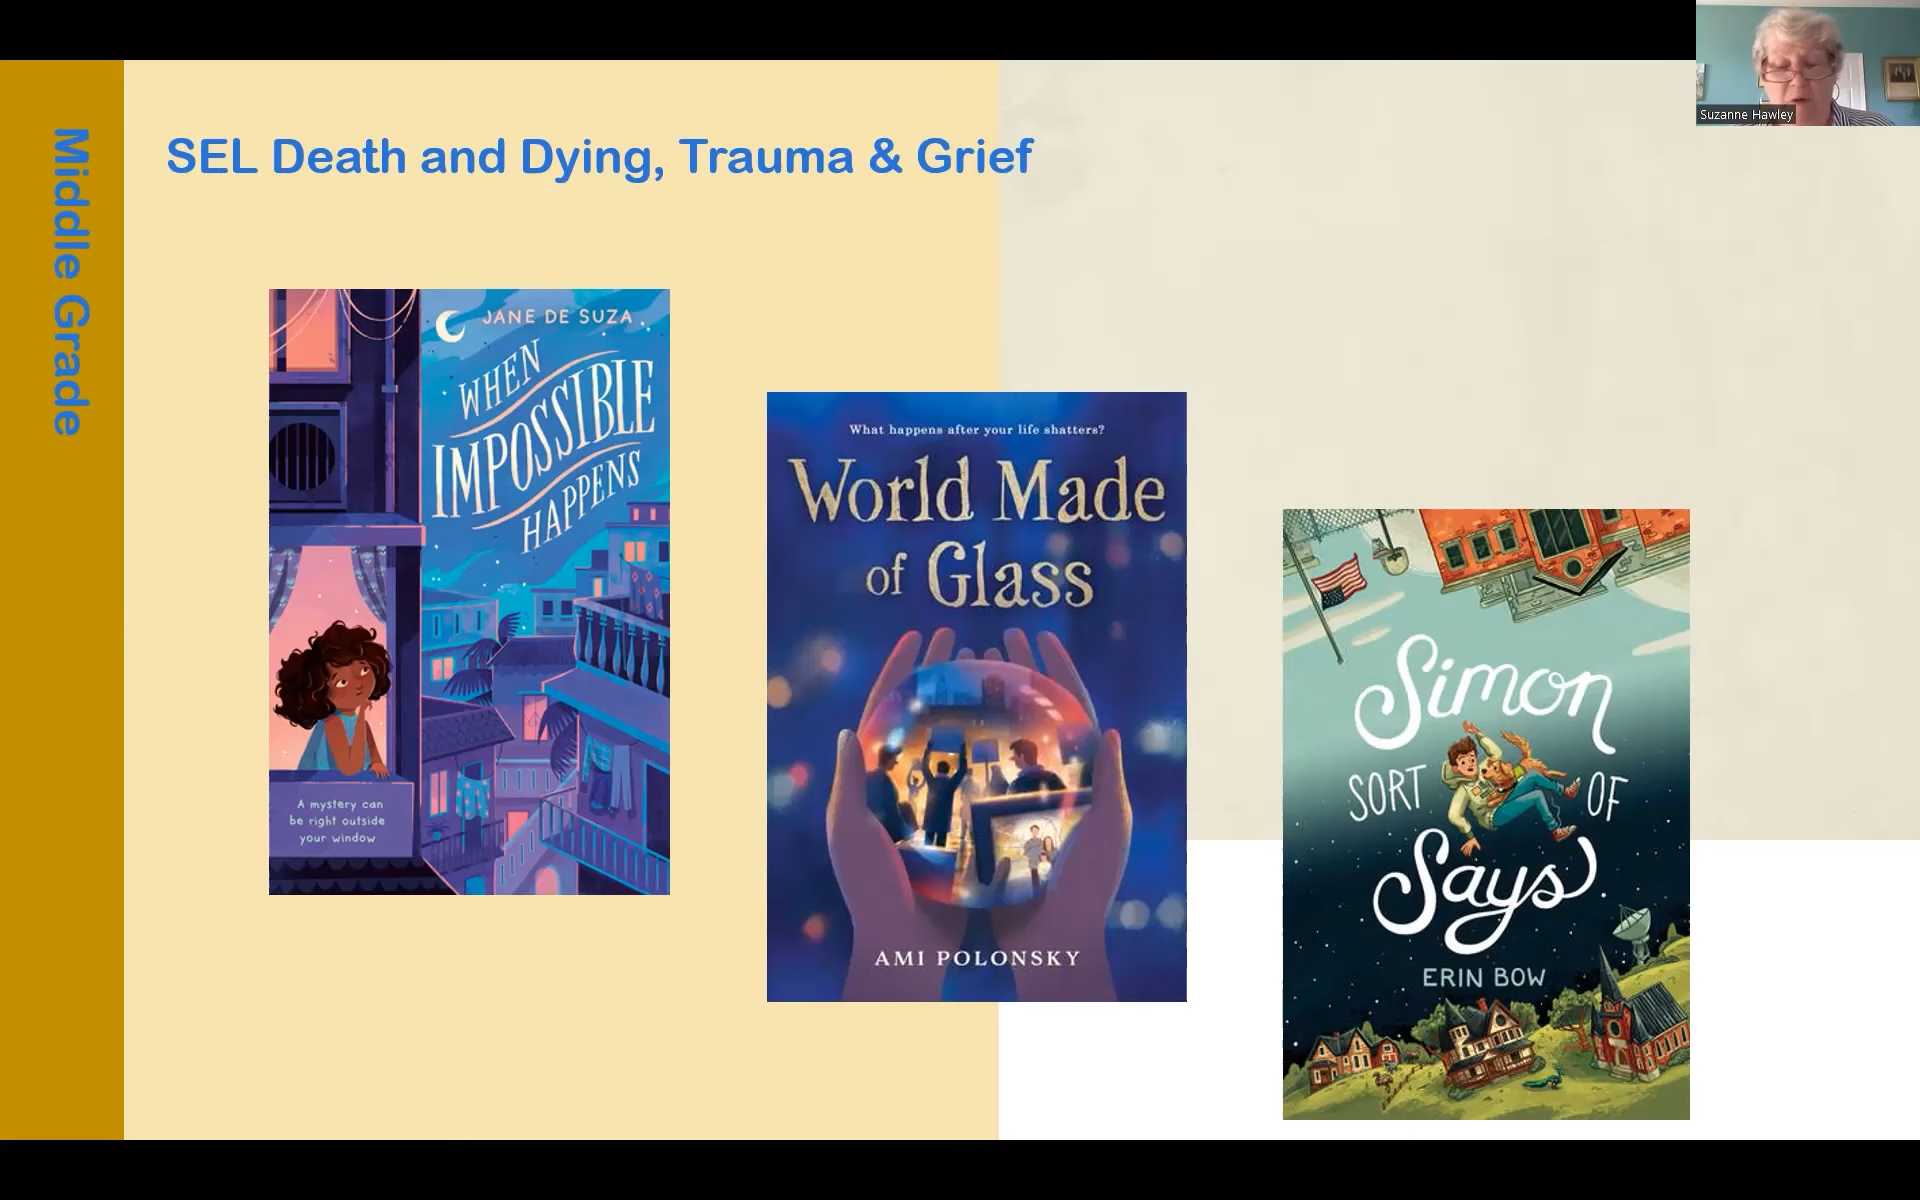 Suzanne Hawley
Middle Grade
SEL Death and Dying, Trauma & Grief
JANE DE SUZA
WHEN
IMPOSSIBLE
HAPPENS
A mystery can
be right outside
your window
What happens after your life shatters?
World Made
of Glass
AMI POLONSKY
Simon
SORT OF
Says
ERIN BOW